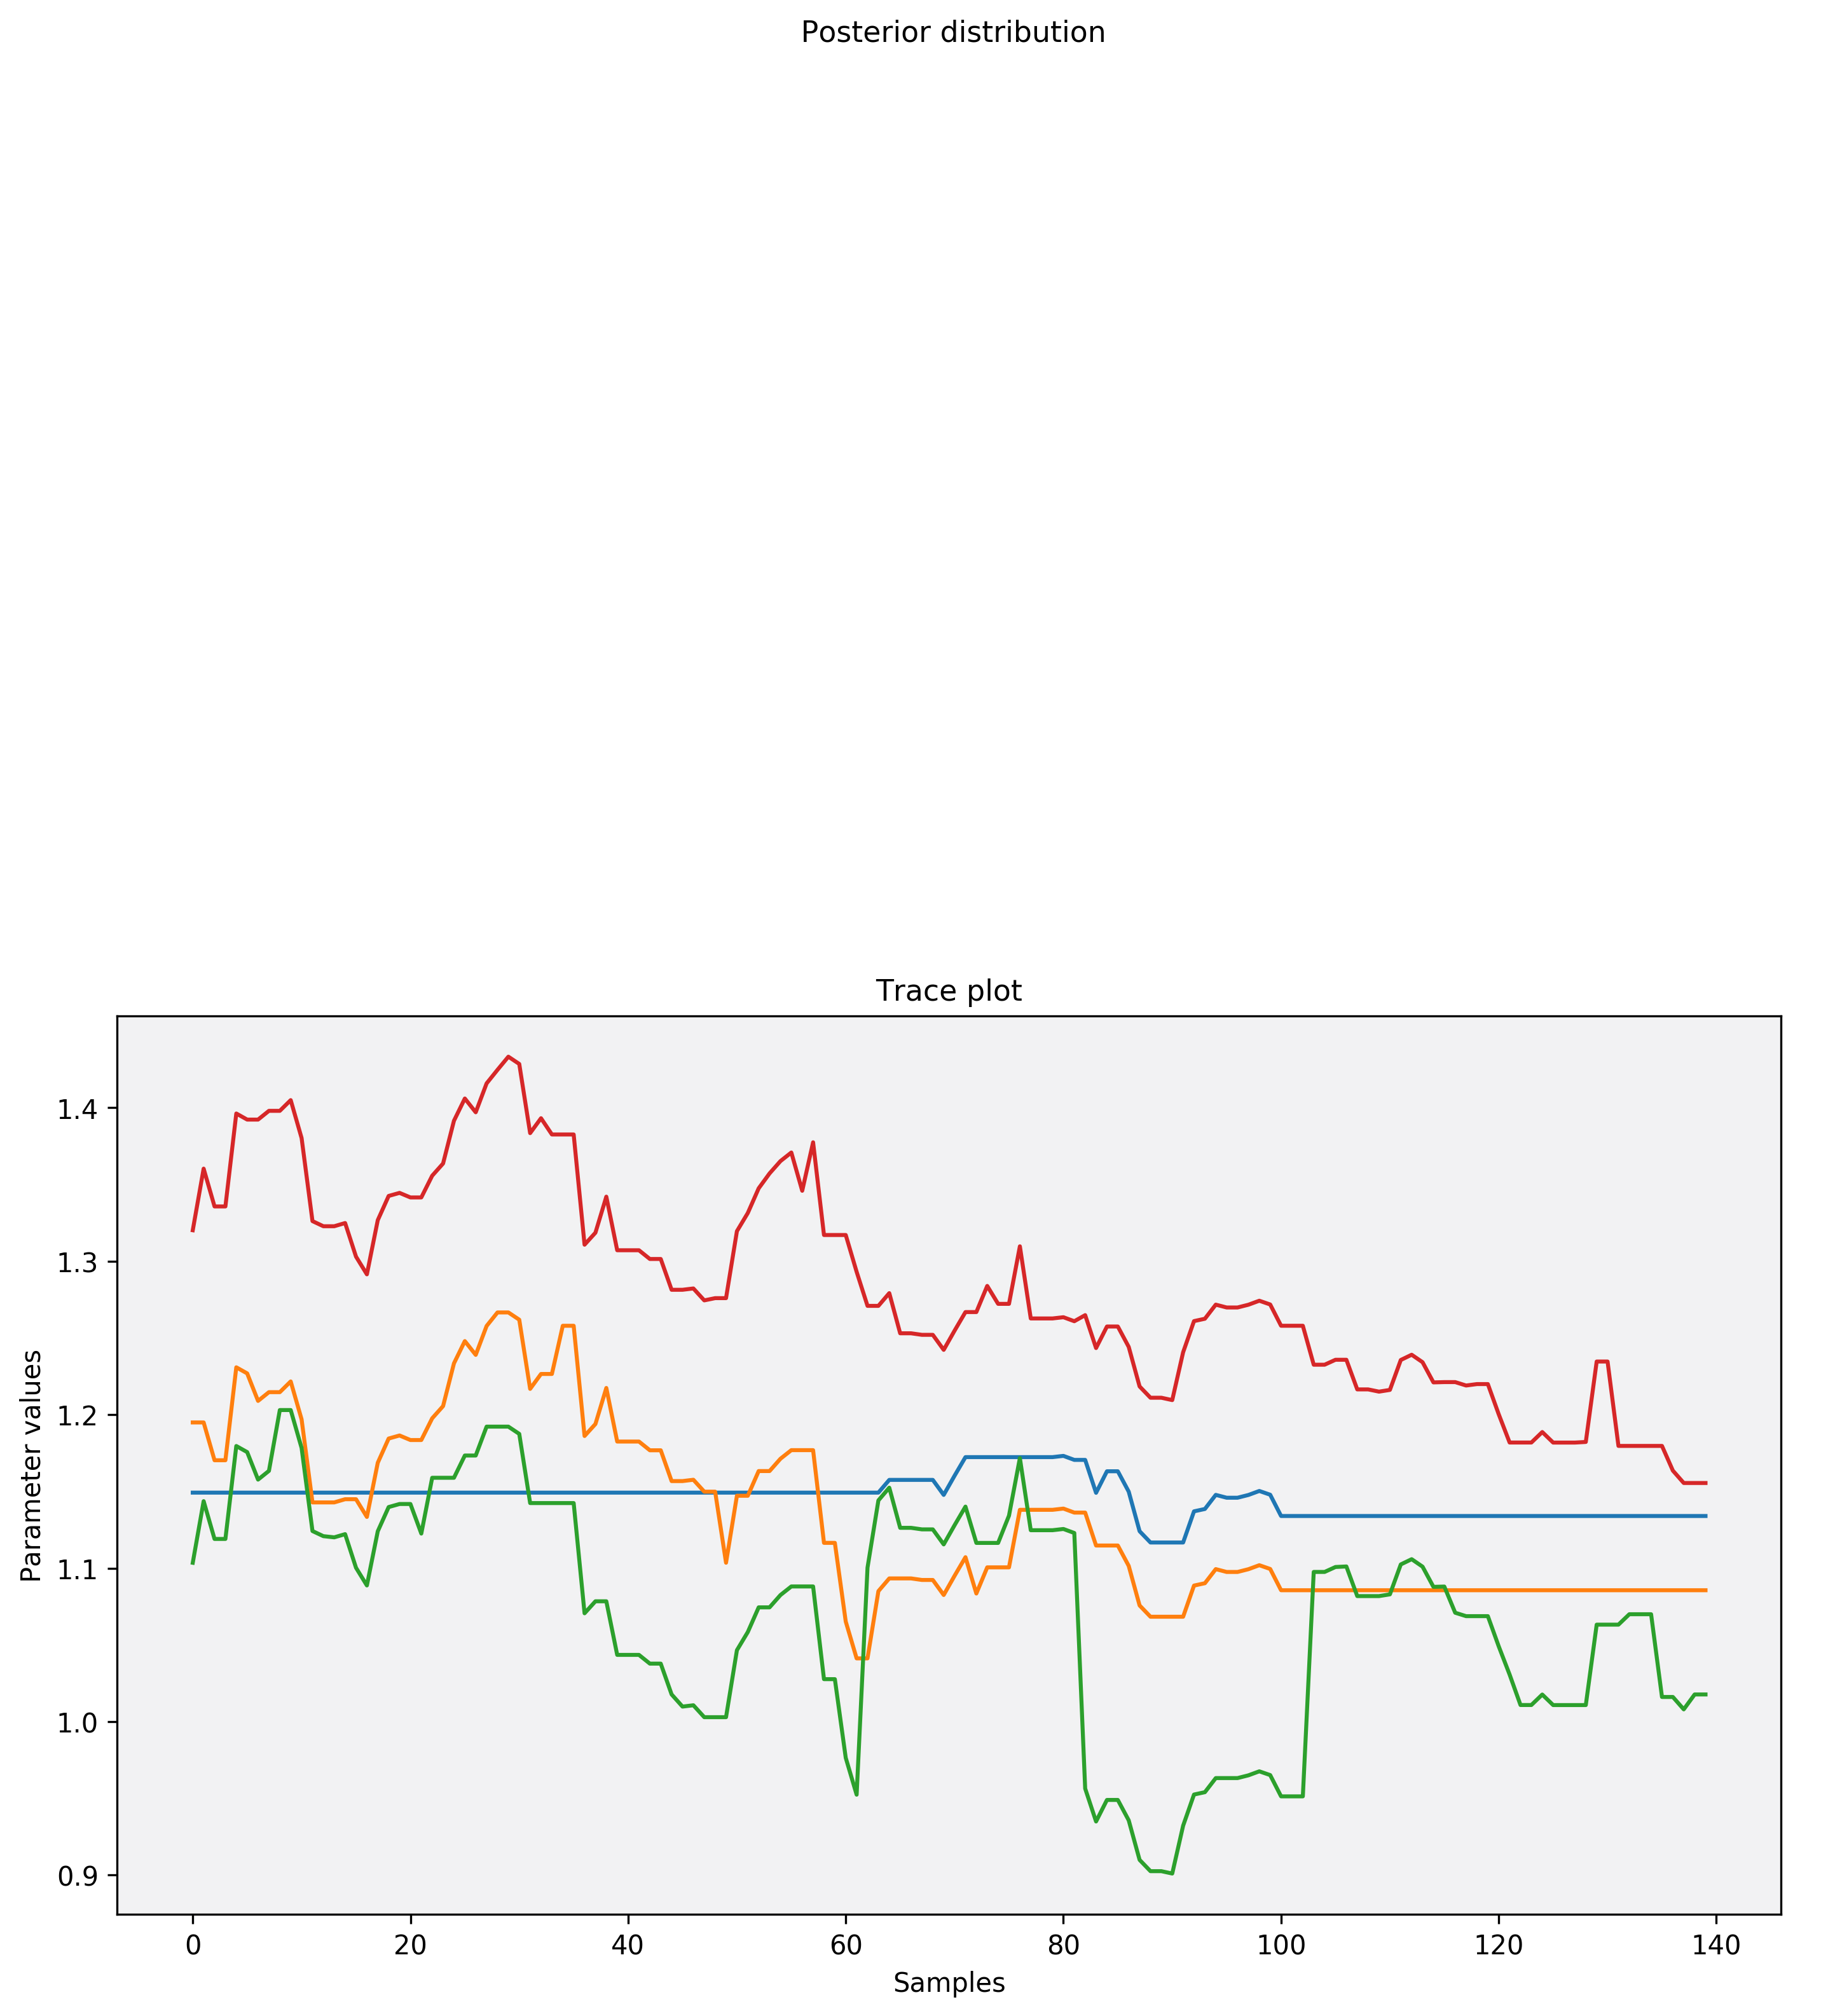 Posterior distribution
Trace plot
1.4
1.3
1.2
1.1
1.0
0.9
Parameter values
0 20 40 60 80 100 120 140
Samples